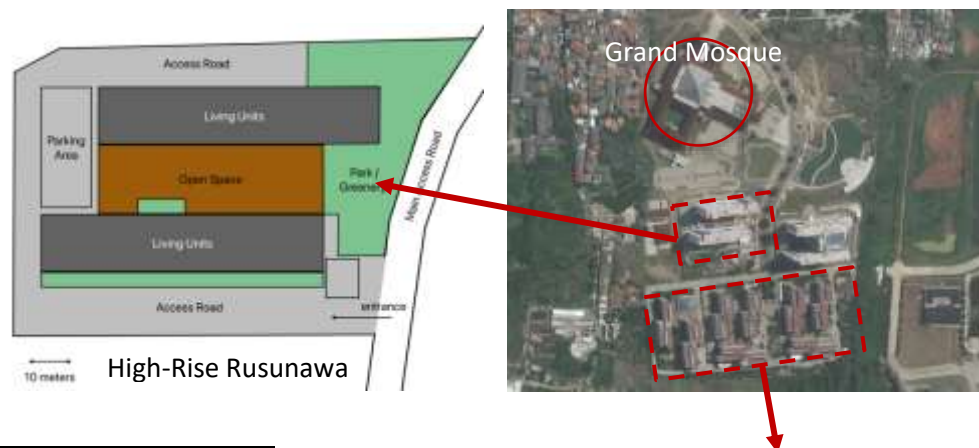 Access Road
Living Units
Parking
Area
Open Space
Park /
Greenery
Main Access Road
Living Units
entrance
Access Road
10 meters
High-Rise Rusunawa
Grand Mosque